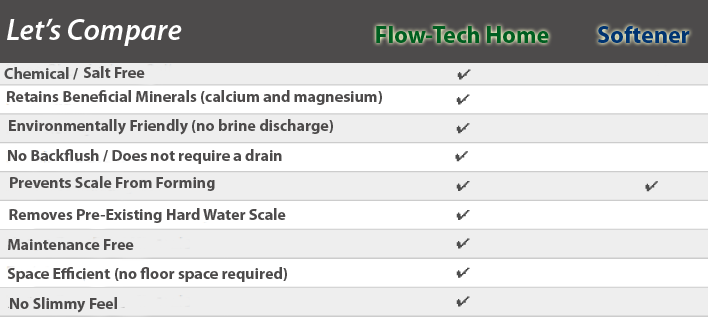 Let's Compare Flow-Tech Home Softener
Chemical / Salt Free ✔
Retains Beneficial Minerals (calcium and magnesium) ✔
Environmentally Friendly (no brine discharge) ✔
No Backflush / Does not require a drain ✔
Prevents Scale From Forming ✔ ✔
Removes Pre-Existing Hard Water Scale ✔
Maintenance Free ✔
Space Efficient (no floor space required) ✔
No Slimmy Feel ✔